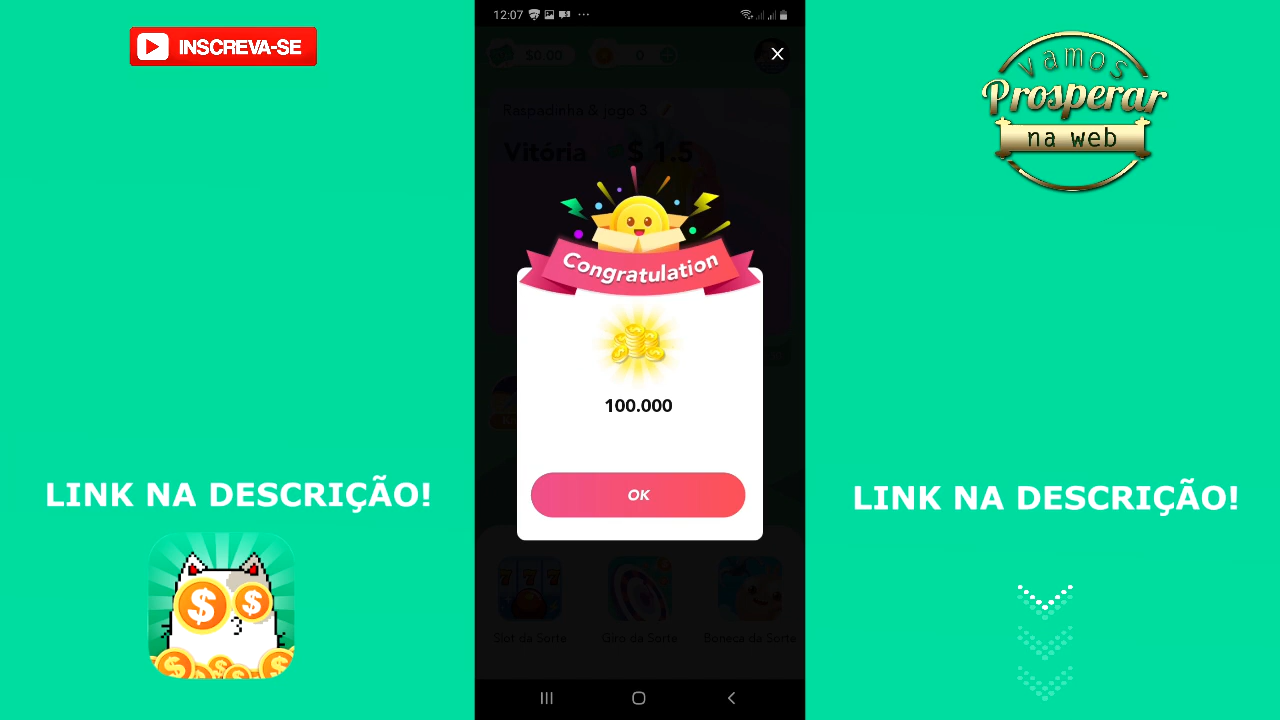 INSCREVA-SE
vamos
Prosperar
na web
12:07
$0.00
0
Raspadinha & jogo 3
Vitória $ 1.5
Congratulation
100.000
OK
LINK NA DESCRIÇÃO!
LINK NA DESCRIÇÃO!
$ $
$ $ $ $
777
Slot da Sorte
Giro da Sorte
Boneca da Sorte